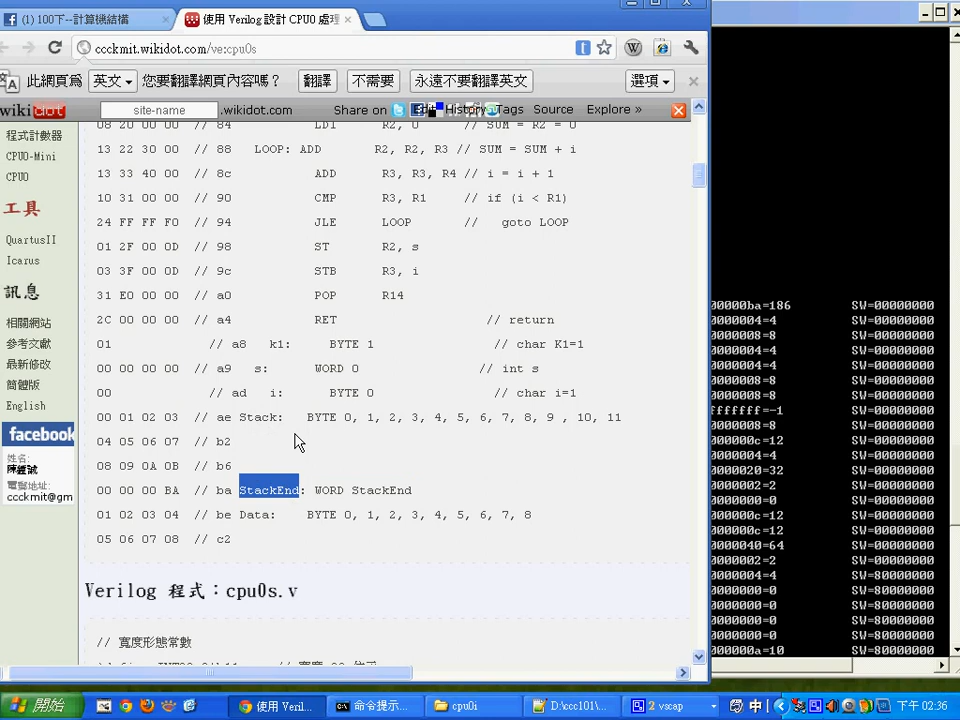 (1) 100下--計算機結構
使用 Verilog 設計 CPU0 處理
ccckmit.wikidot.com/ve:cpu0s
此網頁為 英文 您要翻譯網頁內容嗎? 翻譯 不需要 永遠不要翻譯英文 選項
wikidot site-name .wikidot.com Share on Edit History Tags Source Explore »
程式計數器
CPU0-Mini
CPU0
工具
QuartusII
Icarus
訊息
相關網站
參考文獻
最新修改
簡體版
English
facebook
姓名:
陳鍾誠
電郵地址:
ccckmit@gm
08 20 00 00 // 84 LDI R2, 0 // SUM = R2 = 0
13 22 30 00 // 88 LOOP: ADD R2, R2, R3 // SUM = SUM + i
13 33 40 00 // 8c ADD R3, R3, R4 // i = i + 1
10 31 00 00 // 90 CMP R3, R1 // if (i < R1)
24 FF FF F0 // 94 JLE LOOP // goto LOOP
01 2F 00 0D // 98 ST R2, s
03 3F 00 0D // 9c STB R3, i
31 E0 00 00 // a0 POP R14
2C 00 00 00 // a4 RET // return
01 // a8 k1: BYTE 1 // char K1=1
00 00 00 00 // a9 s: WORD 0 // int s
00 // ad i: BYTE 0 // char i=1
00 01 02 03 // ae Stack: BYTE 0, 1, 2, 3, 4, 5, 6, 7, 8, 9 , 10, 11
04 05 06 07 // b2
08 09 0A 0B // b6
00 00 00 BA // ba StackEnd: WORD StackEnd
01 02 03 04 // be Data: BYTE 0, 1, 2, 3, 4, 5, 6, 7, 8
05 06 07 08 // c2
Verilog 程式:cpu0s.v
// 寬度形態常數
00000ba=186 SW=00000000
0000004=4 SW=00000000
0000008=8 SW=00000000
0000004=4 SW=00000000
0000004=4 SW=00000000
0000008=8 SW=00000000
0000008=8 SW=00000000
fffffff=-1 SW=00000000
0000008=8 SW=00000000
000000c=12 SW=00000000
0000004=4 SW=00000000
0000020=32 SW=00000000
0000002=2 SW=00000000
0000000=0 SW=00000000
000000c=12 SW=00000000
000000c=12 SW=00000000
0000040=64 SW=00000000
0000002=2 SW=00000000
0000004=4 SW=80000000
0000000=0 SW=80000000
0000000=0 SW=80000000
0000000=0 SW=80000000
0000000=0 SW=80000000
000000a=10 SW=80000000
開始 使用 Veril... 命令提示... cpu0i D:\ccc101\... 2 vscap 中 下午 02:36